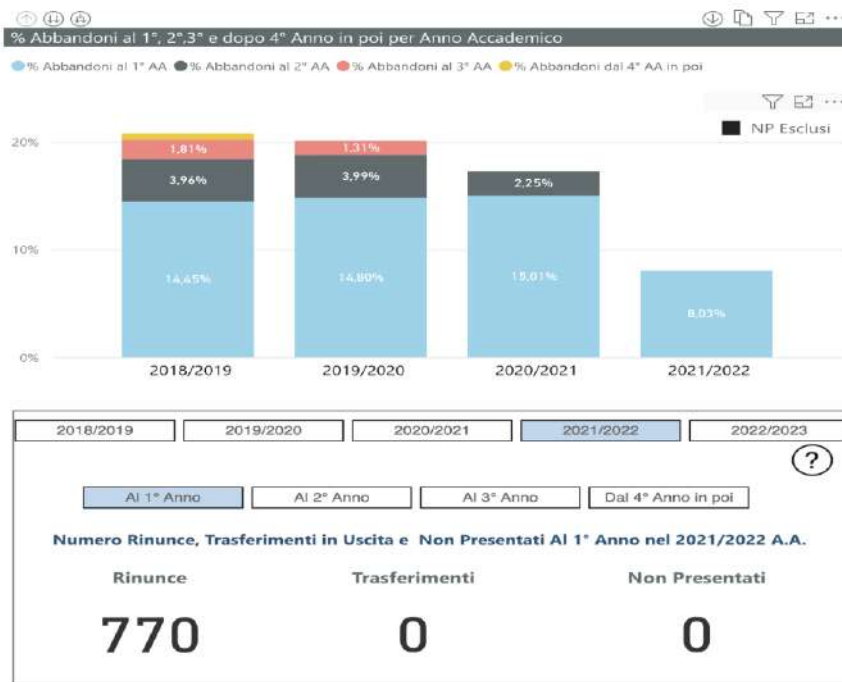 % Abbandoni al 1°, 2°,3° e dopo 4° Anno in poi per Anno Accademico
% Abbandoni al 1° AA % Abbandoni al 2° AA % Abbandoni al 3° AA % Abbandoni dal 4° AA in poi
NP Esclusi
20%
1,81%
1,31%
3,96%
3,99%
2,25%
10%
14,45%
14,80%
15,01%
8,03%
0%
2018/2019 2019/2020 2020/2021 2021/2022
2018/2019 2019/2020 2020/2021 2021/2022 2022/2023
?
Al 1° Anno Al 2° Anno Al 3° Anno Dal 4° Anno in poi
Numero Rinunce, Trasferimenti in Uscita e Non Presentati Al 1° Anno nel 2021/2022 A.A.
Rinunce Trasferimenti Non Presentati
770 0 0